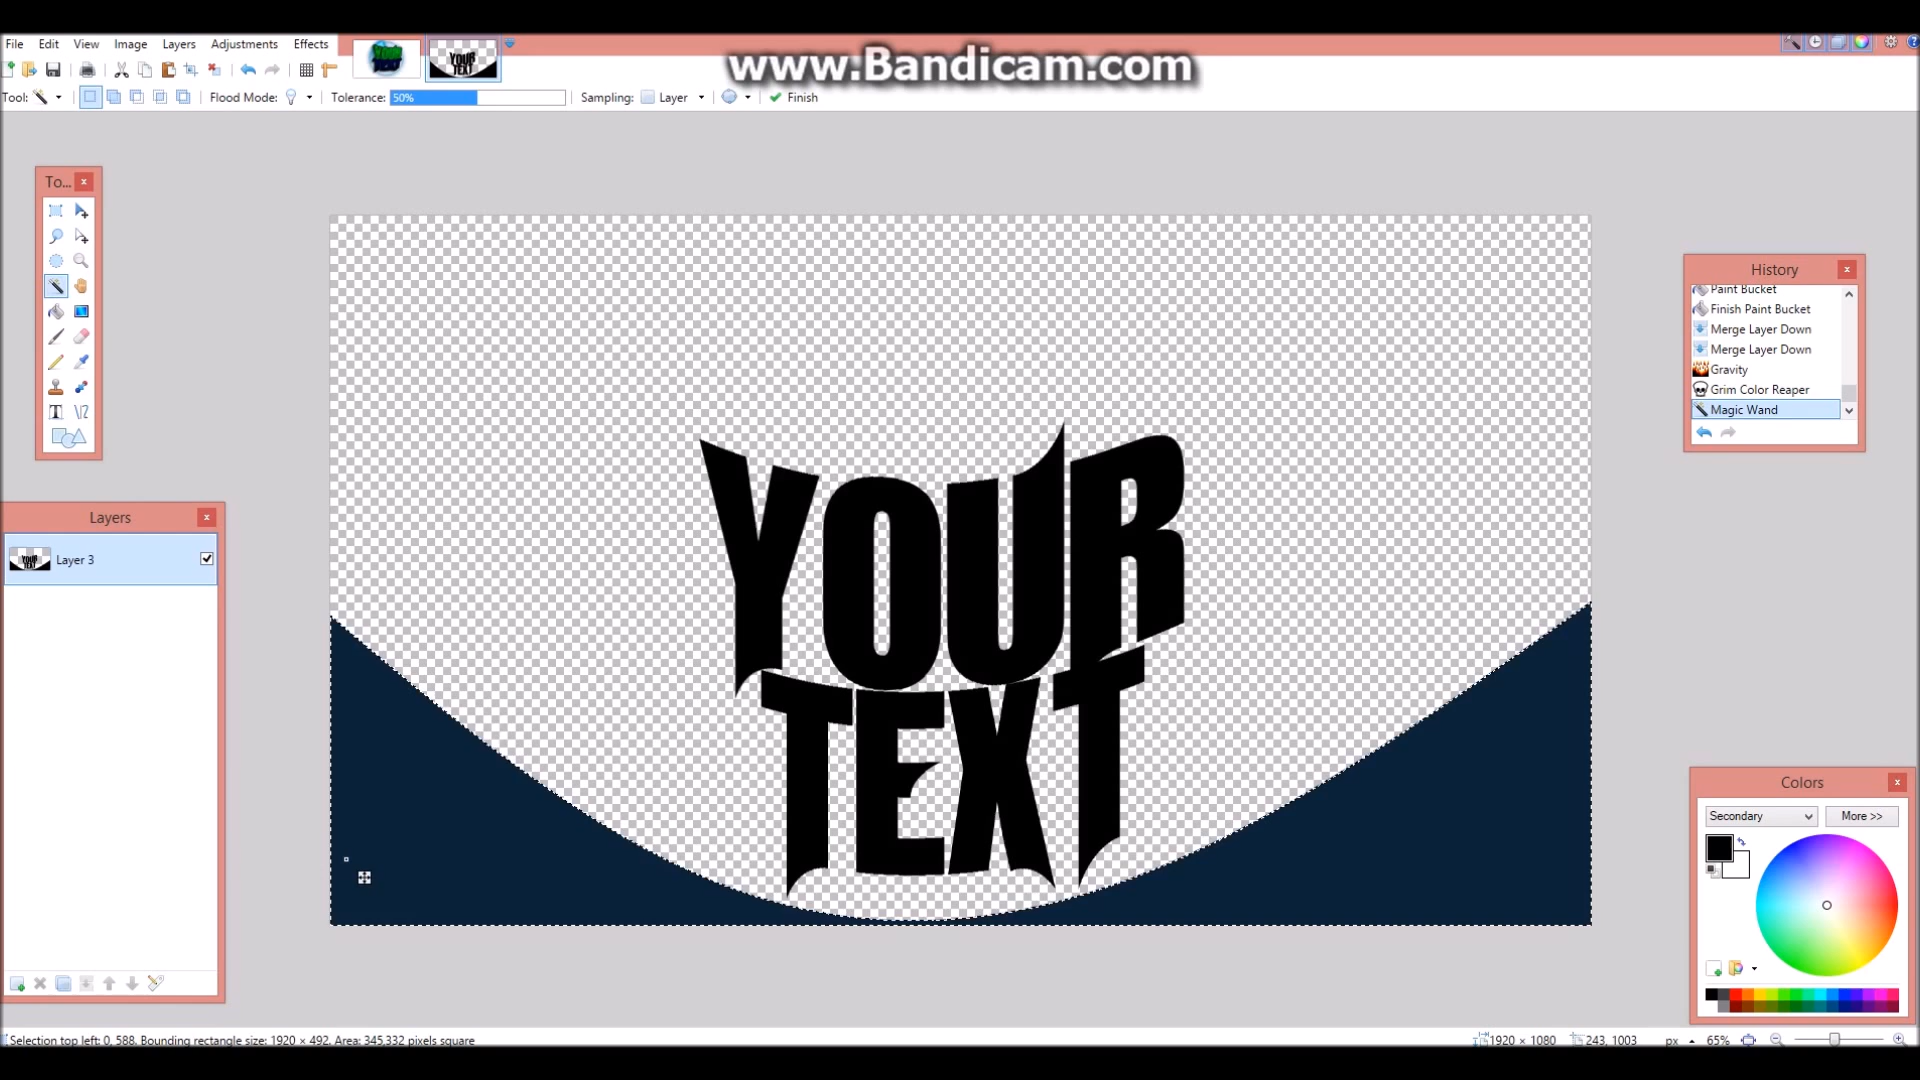 File Edit View Image Layers Adjustments Effects
www.Bandicam.com
Tool: Flood Mode: Tolerance: 50% Sampling: Layer Finish
To...
History
Paint Bucket
Finish Paint Bucket
Merge Layer Down
Merge Layer Down
Gravity
Grim Color Reaper
Magic Wand
YOUR
TEXT
Layers
Layer 3
Colors
Secondary More >>
Selection top left: 0, 588. Bounding rectangle size: 1920 × 492. Area: 345,332 pixels square 1920 × 1080 243, 1003 px 65%